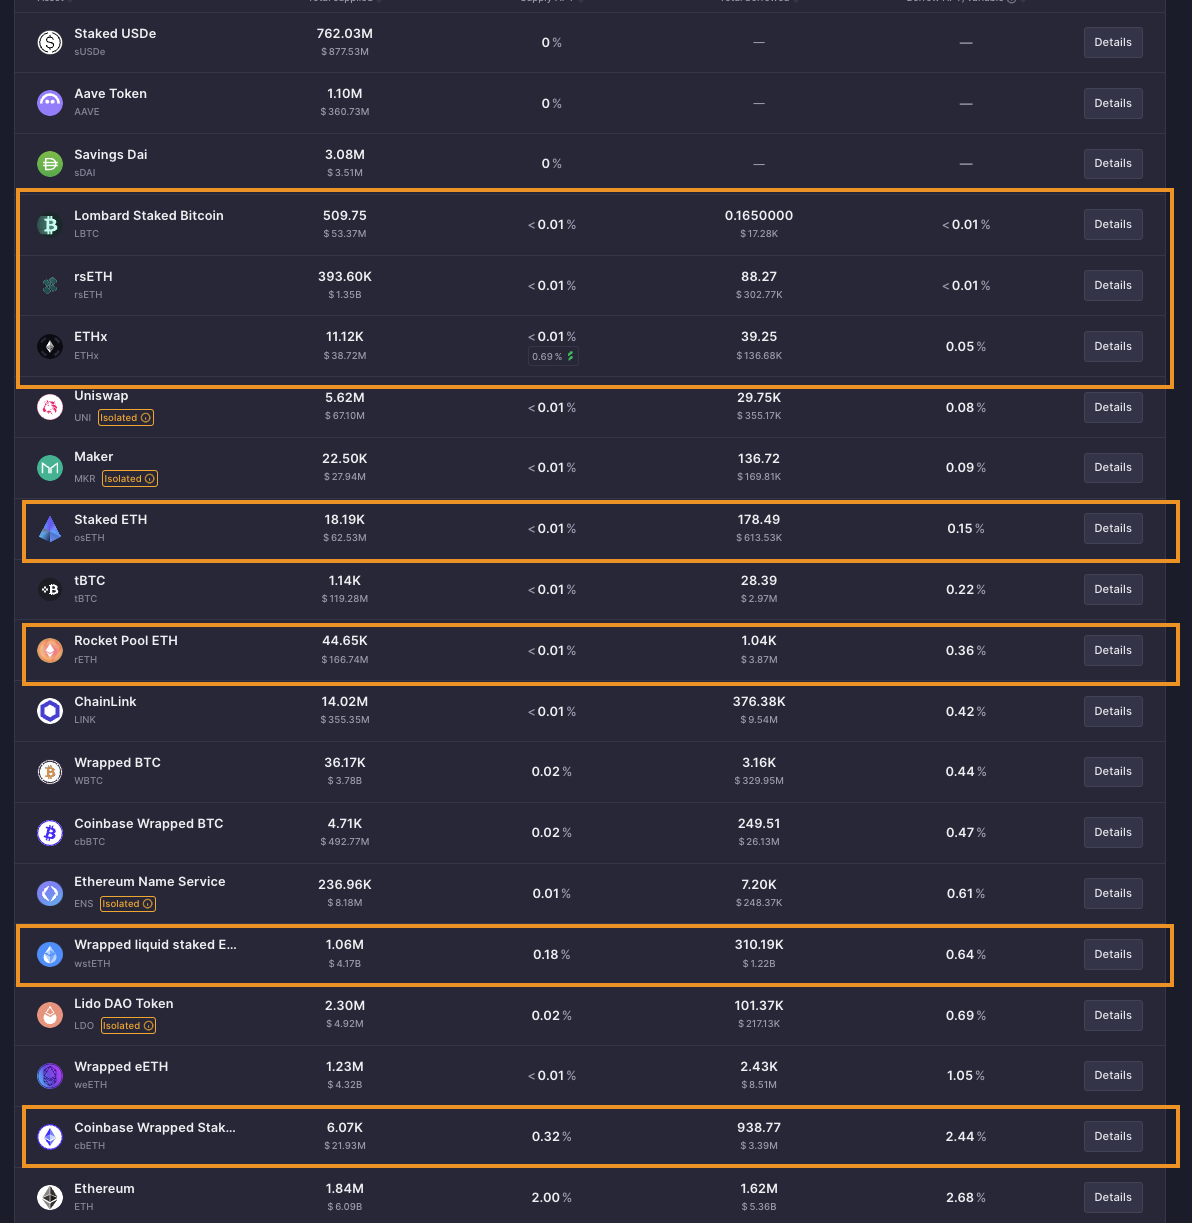 Staked USDe 762.03M
sUSDe $ 877.53M 0 % — — Details
Aave Token 1.10M
AAVE $ 360.73M 0 % — — Details
Savings Dai 3.08M
sDAI $ 3.51M 0 % — — Details
Lombard Staked Bitcoin 509.75 < 0.01 % 0.1650000 < 0.01 % Details
LBTC $ 53.37M $ 17.28K
rsETH 393.60K < 0.01 % 88.27 < 0.01 % Details
rsETH $ 1.35B $ 302.77K
ETHx 11.12K < 0.01 % 39.25 0.05 % Details
ETHx $ 38.72M 0.69 % $ 136.68K
Uniswap 5.62M < 0.01 % 29.75K 0.08 % Details
UNI Isolated $ 67.10M $ 355.17K
Maker 22.50K < 0.01 % 136.72 0.09 % Details
MKR Isolated $ 27.94M $ 169.81K
Staked ETH 18.19K < 0.01 % 178.49 0.15 % Details
osETH $ 62.53M $ 613.53K
tBTC 1.14K < 0.01 % 28.39 0.22 % Details
tBTC $ 119.28M $ 2.97M
Rocket Pool ETH 44.65K < 0.01 % 1.04K 0.36 % Details
rETH $ 166.74M $ 3.87M
ChainLink 14.02M < 0.01 % 376.38K 0.42 % Details
LINK $ 355.35M $ 9.54M
Wrapped BTC 36.17K 0.02 % 3.16K 0.44 % Details
WBTC $ 3.78B $ 329.95M
Coinbase Wrapped BTC 4.71K 0.02 % 249.51 0.47 % Details
cbBTC $ 492.77M $ 26.13M
Ethereum Name Service 236.96K 0.01 % 7.20K 0.61 % Details
ENS Isolated $ 8.18M $ 248.37K
Wrapped liquid staked E... 1.06M 0.18 % 310.19K 0.64 % Details
wstETH $ 4.17B $ 1.22B
Lido DAO Token 2.30M 0.02 % 101.37K 0.69 % Details
LDO Isolated $ 4.92M $ 217.13K
Wrapped eETH 1.23M < 0.01 % 2.43K 1.05 % Details
weETH $ 4.32B $ 8.51M
Coinbase Wrapped Stak... 6.07K 0.32 % 938.77 2.44 % Details
cbETH $ 21.93M $ 3.39M
Ethereum 1.84M 2.00 % 1.62M 2.68 % Details
ETH $ 6.09B $ 5.36B